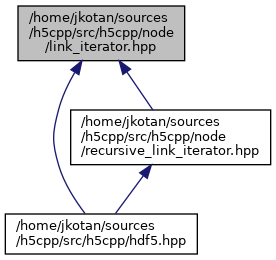 /home/jkotan/sources
/h5cpp/src/h5cpp/node
/link_iterator.hpp
/home/jkotan/sources
/h5cpp/src/h5cpp/node
/recursive_link_iterator.hpp
/home/jkotan/sources
/h5cpp/src/h5cpp/hdf5.hpp